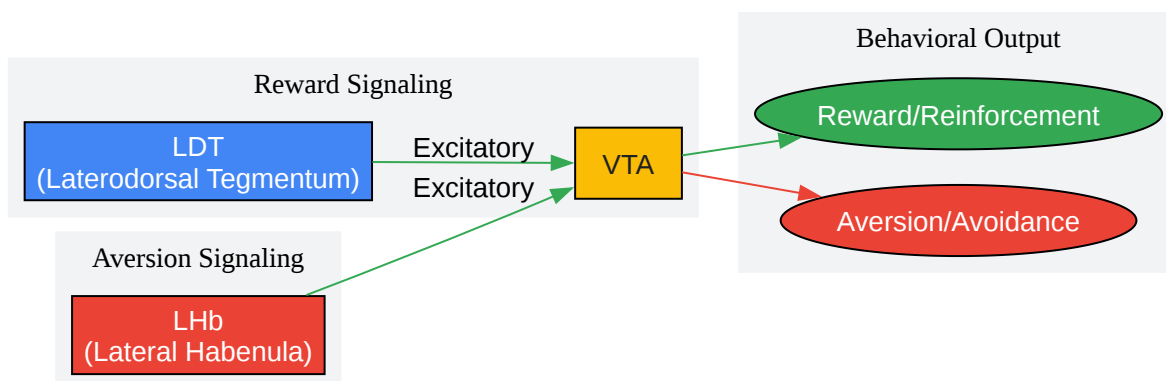 Reward Signaling
LDT
(Laterodorsal Tegmentum)
Excitatory
Excitatory
VTA
Aversion Signaling
LHb
(Lateral Habenula)
Behavioral Output
Reward/Reinforcement
Aversion/Avoidance